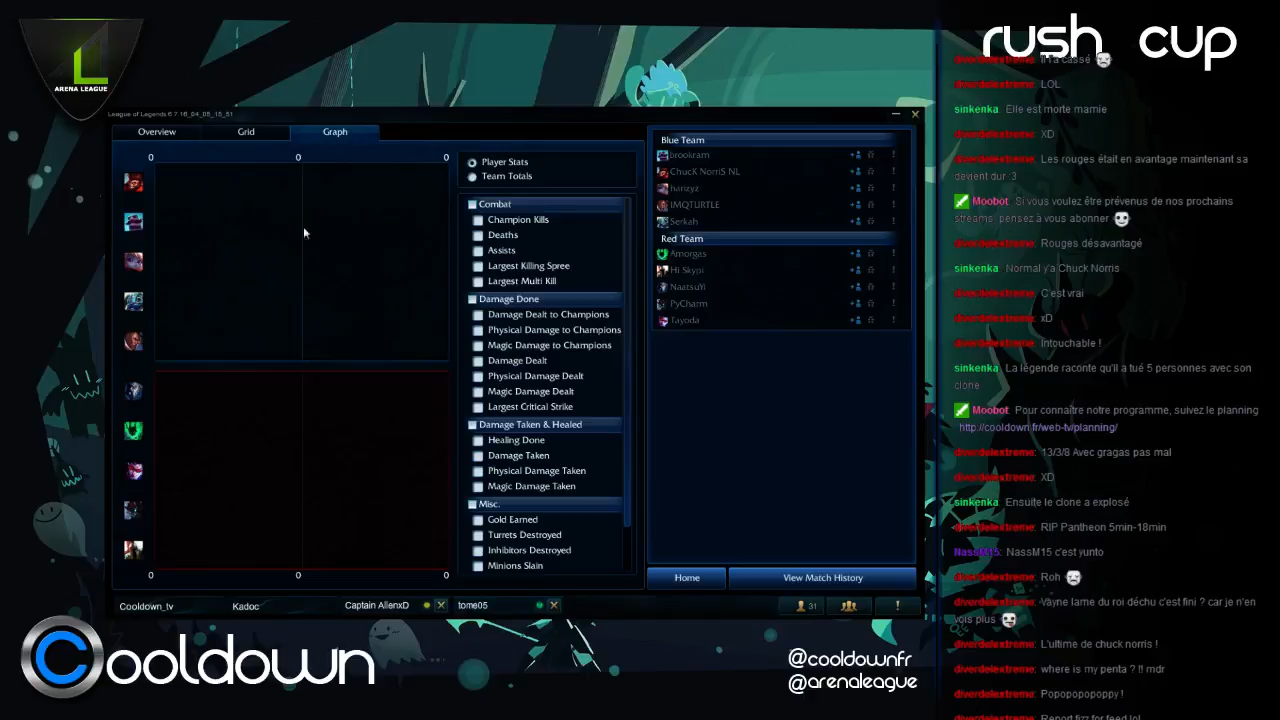 ARENA LEAGUE
rush cup
League of Legends 6.7 16_04_08_18_51
Overview
Grid
Graph
0
0
0
0
0
0
Player Stats
Team Totals
Combat
Champion Kills
Deaths
Assists
Largest Killing Spree
Largest Multi Kill
Damage Done
Damage Dealt to Champions
Physical Damage to Champions
Magic Damage to Champions
Damage Dealt
Physical Damage Dealt
Magic Damage Dealt
Largest Critical Strike
Damage Taken & Healed
Healing Done
Damage Taken
Physical Damage Taken
Magic Damage Taken
Misc.
Gold Earned
Turrets Destroyed
Inhibitors Destroyed
Minions Slain
Blue Team
brookram
ChucK NorriS NL
harizyz
IMQTURTLE
Serkah
Red Team
Amorgas
Hi Skypi
NaatsuYi
PyCharm
Tayoda
Home
View Match History
Cooldown_tv
Kadoc
Captain AlienxD
tome05
31
Cooldown
@cooldownfr
@arenaleague
diverdelextreme: Il l'a cassé
diverdelextreme: LOL
sinkenka: Elle est morte mamie
diverdelextreme: XD
diverdelextreme: Les rouges était en avantage maintenant sa
devient dur :3
Moobot: Si vous voulez être prévenus de nos prochains
streams, pensez à vous abonner
diverdelextreme: Rouges désavantagé
sinkenka: Normal y'a Chuck Norris
diverdelextreme: C'est vrai
diverdelextreme: xD
diverdelextreme: Intouchable !
sinkenka: La légende raconte qu'il a tué 5 personnes avec son
clone
Moobot: Pour connaître notre programme, suivez le planning
http://cooldown.fr/web-tv/planning/
diverdelextreme: 13/3/8 Avec gragas pas mal
diverdelextreme: XD
sinkenka: Ensuite le clone a explosé
diverdelextreme: RIP Pantheon 5min-18min
NassM15: NassM15 c'est yunto
diverdelextreme: Roh
diverdelextreme: Vayne lame du roi déchu c'est fini ? car je n'en
vois plus
diverdelextreme: L'ultime de chuck norris !
diverdelextreme: where is my penta ? !! mdr
diverdelextreme: Popopopopoppy !
diverdelextreme: Report fizz for feed lol